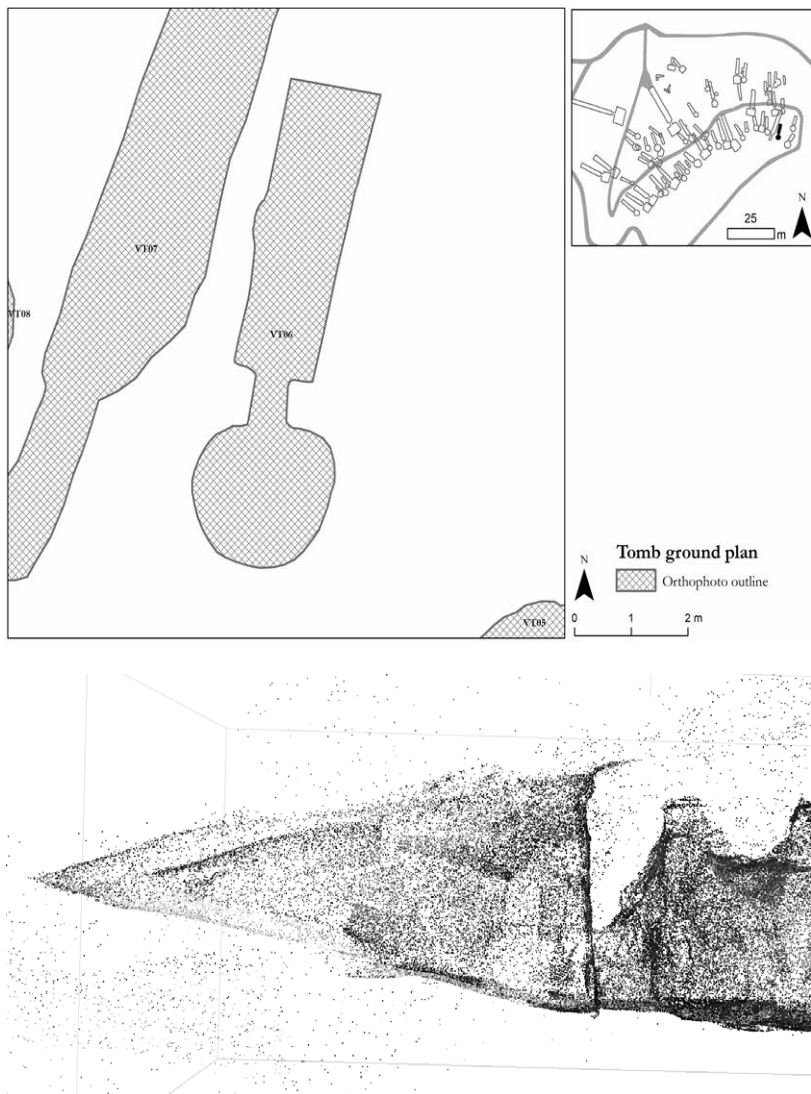 VT07
VT08
VT06
VT05
N
25
m
Tomb ground plan
N
Orthophoto outline
0 1 2 m